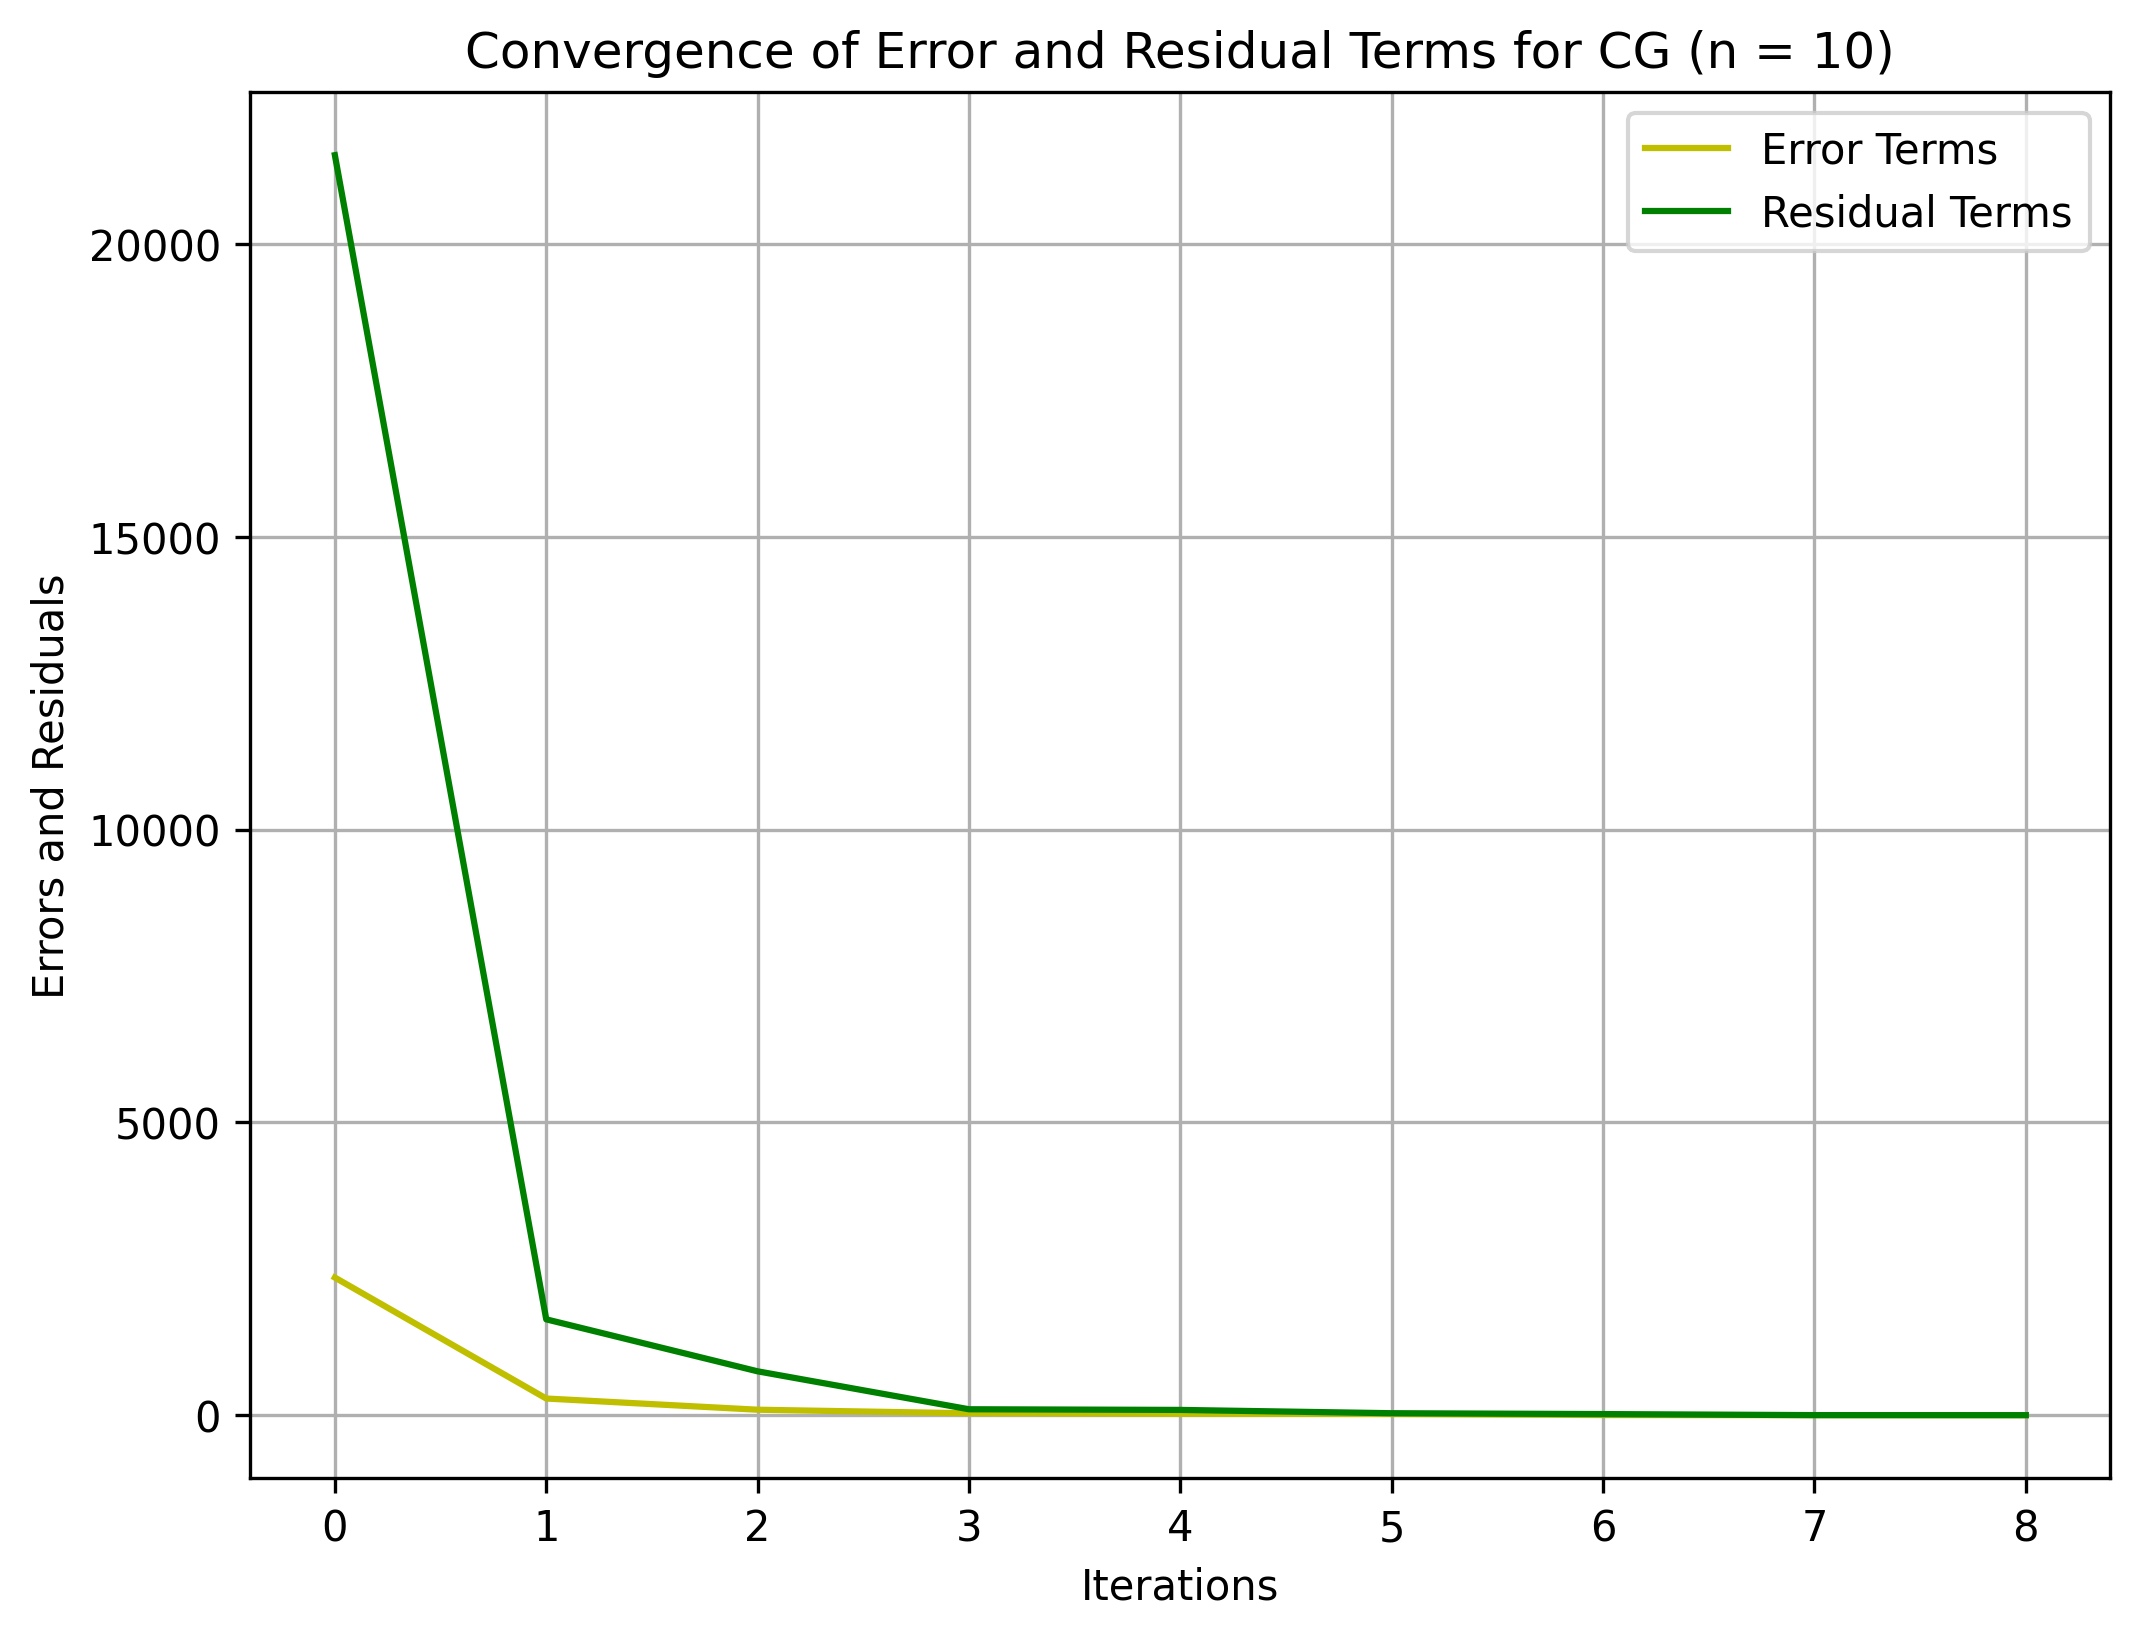 Convergence of Error and Residual Terms for CG (n = 10)
Error Terms
Residual Terms
20000
15000
10000
5000
0
Errors and Residuals
0 1 2 3 4 5 6 7 8
Iterations